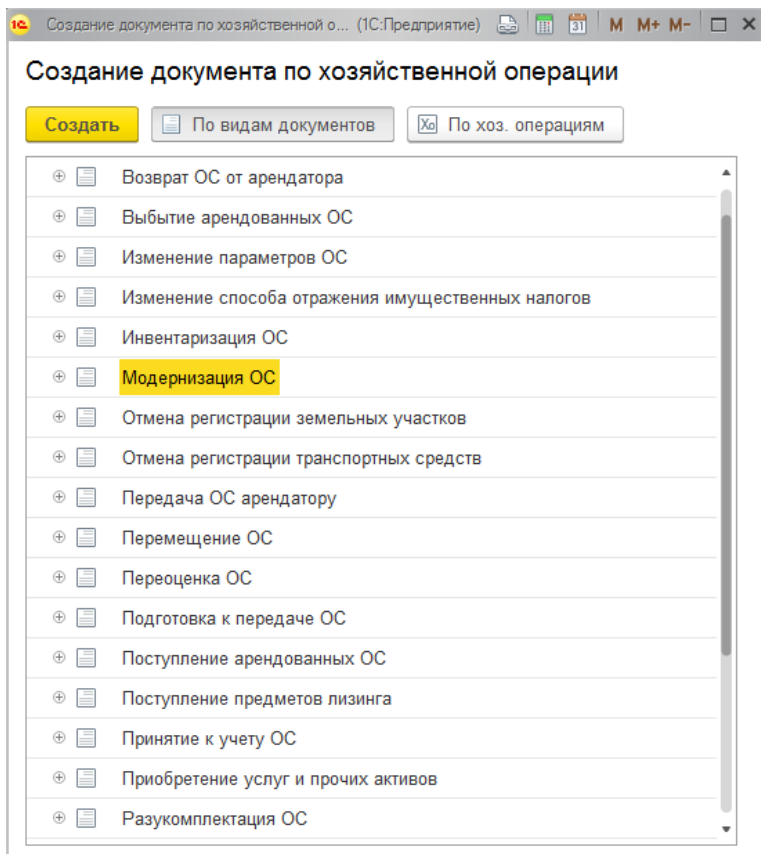 1С Создание документа по хозяйственной о... (1С:Предприятие) 31 M M+ M-
Создание документа по хозяйственной операции
Создать По видам документов Хо По хоз. операциям
Возврат ОС от арендатора
Выбытие арендованных ОС
Изменение параметров ОС
Изменение способа отражения имущественных налогов
Инвентаризация ОС
Модернизация ОС
Отмена регистрации земельных участков
Отмена регистрации транспортных средств
Передача ОС арендатору
Перемещение ОС
Переоценка ОС
Подготовка к передаче ОС
Поступление арендованных ОС
Поступление предметов лизинга
Принятие к учету ОС
Приобретение услуг и прочих активов
Разукомплектация ОС